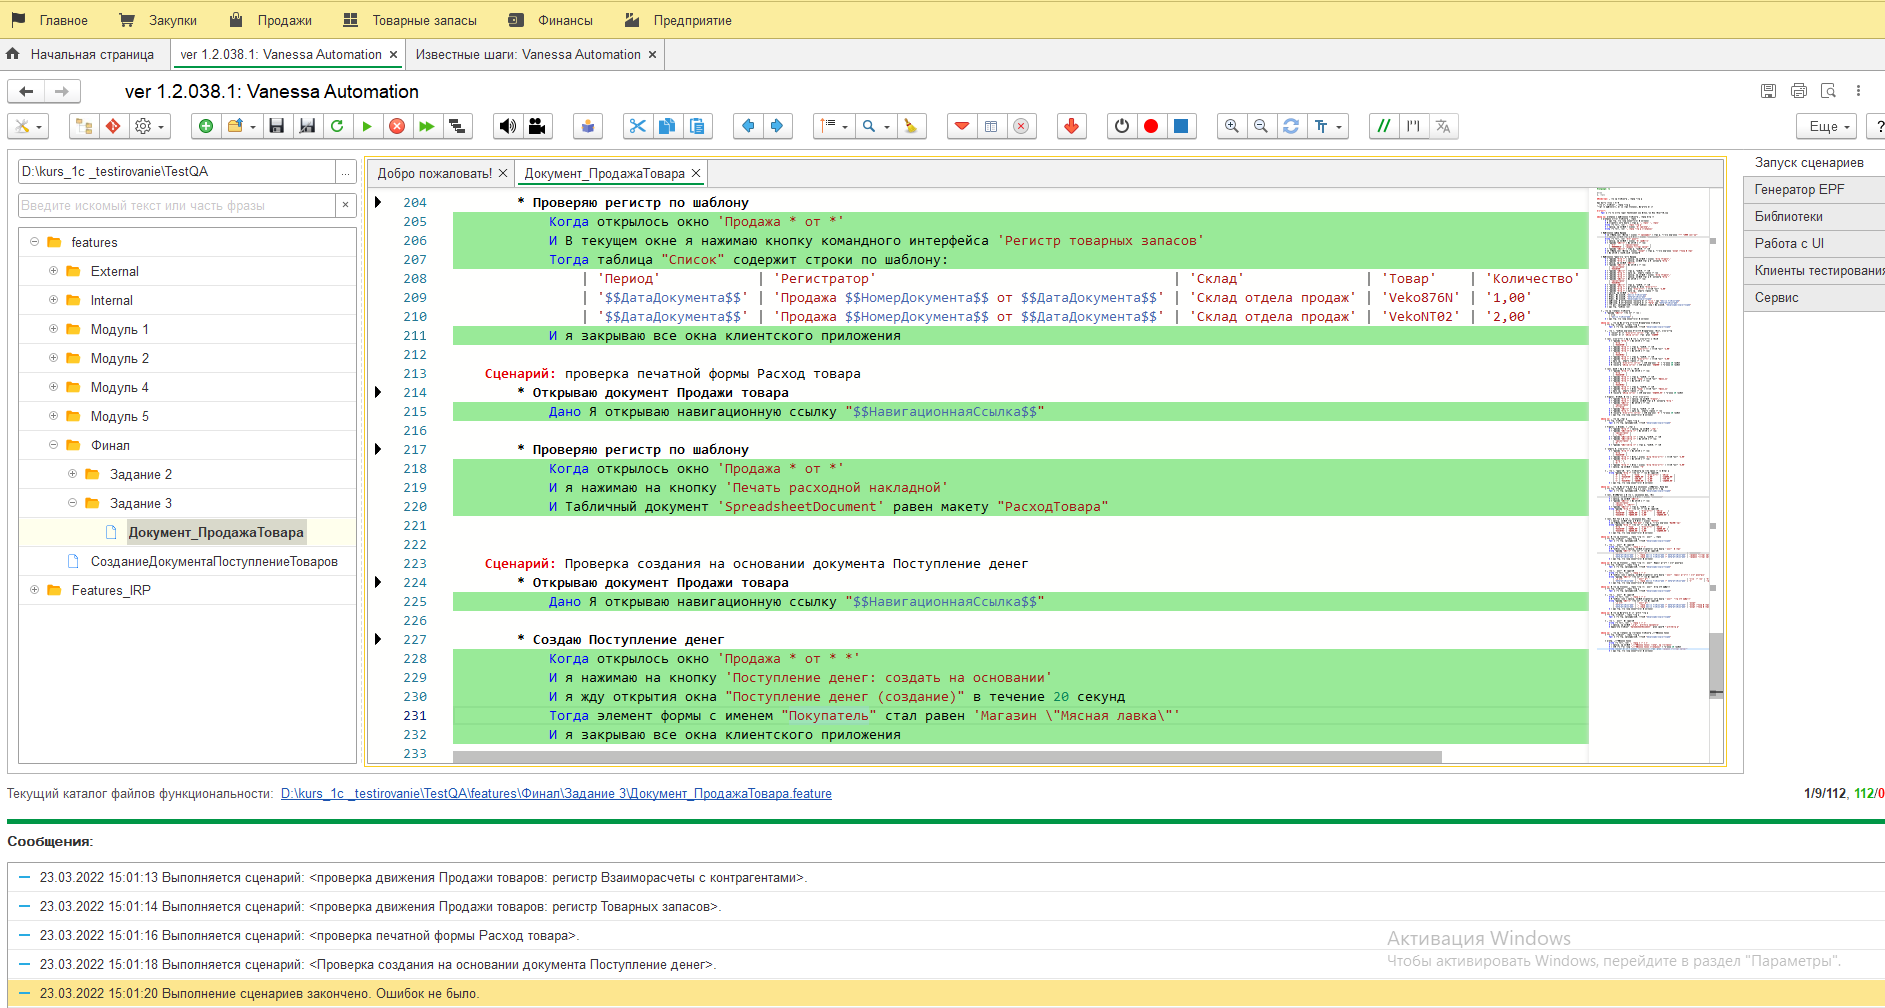 Главное Закупки Продажи Товарные запасы Финансы Предприятие
Начальная страница ver 1.2.038.1: Vanessa Automation × Известные шаги: Vanessa Automation ×
ver 1.2.038.1: Vanessa Automation
Еще ?
D:\kurs_1c _testirovanie\TestQA ...
Введите искомый текст или часть фразы ×
features
External
Internal
Модуль 1
Модуль 2
Модуль 4
Модуль 5
Финал
Задание 2
Задание 3
Документ_ПродажаТовара
СозданиеДокументаПоступлениеТоваров
Features_IRP
Добро пожаловать! × Документ_ПродажаТовара ×
204 * Проверяю регистр по шаблону
205 Когда открылось окно 'Продажа * от *'
206 И В текущем окне я нажимаю кнопку командного интерфейса 'Регистр товарных запасов'
207 Тогда таблица "Список" содержит строки по шаблону:
208 | 'Период' | 'Регистратор' | 'Склад' | 'Товар' | 'Количество'
209 | '$$ДатаДокумента$$' | 'Продажа $$НомерДокумента$$ от $$ДатаДокумента$$' | 'Склад отдела продаж' | 'Veko876N' | '1,00'
210 | '$$ДатаДокумента$$' | 'Продажа $$НомерДокумента$$ от $$ДатаДокумента$$' | 'Склад отдела продаж' | 'VekoNT02' | '2,00'
211 И я закрываю все окна клиентского приложения
212
213 Сценарий: проверка печатной формы Расход товара
214 * Открываю документ Продажи товара
215 Дано Я открываю навигационную ссылку "$$НавигационнаяСсылка$$"
216
217 * Проверяю регистр по шаблону
218 Когда открылось окно 'Продажа * от *'
219 И я нажимаю на кнопку 'Печать расходной накладной'
220 И Табличный документ 'SpreadsheetDocument' равен макету "РасходТовара"
221
222
223 Сценарий: Проверка создания на основании документа Поступление денег
224 * Открываю документ Продажи товара
225 Дано Я открываю навигационную ссылку "$$НавигационнаяСсылка$$"
226
227 * Создаю Поступление денег
228 Когда открылось окно 'Продажа * от * *'
229 И я нажимаю на кнопку 'Поступление денег: создать на основании'
230 И я жду открытия окна "Поступление денег (создание)" в течение 20 секунд
231 Тогда элемент формы с именем "Покупатель" стал равен 'Магазин \"Мясная лавка\"'
232 И я закрываю все окна клиентского приложения
233
Запуск сценариев
Генератор EPF
Библиотеки
Работа с UI
Клиенты тестирования
Сервис
Текущий каталог файлов функциональности: D:\kurs_1c _testirovanie\TestQA\features\Финал\Задание 3\Документ_ПродажаТовара.feature
1/9/112, 112/0
Сообщения:
23.03.2022 15:01:13 Выполняется сценарий: <проверка движения Продажи товаров: регистр Взаиморасчеты с контрагентами>.
23.03.2022 15:01:14 Выполняется сценарий: <проверка движения Продажи товаров: регистр Товарных запасов>.
23.03.2022 15:01:16 Выполняется сценарий: <проверка печатной формы Расход товара>.
23.03.2022 15:01:18 Выполняется сценарий: <Проверка создания на основании документа Поступление денег>.
23.03.2022 15:01:20 Выполнение сценариев закончено. Ошибок не было.
Активация Windows
Чтобы активировать Windows, перейдите в раздел "Параметры".